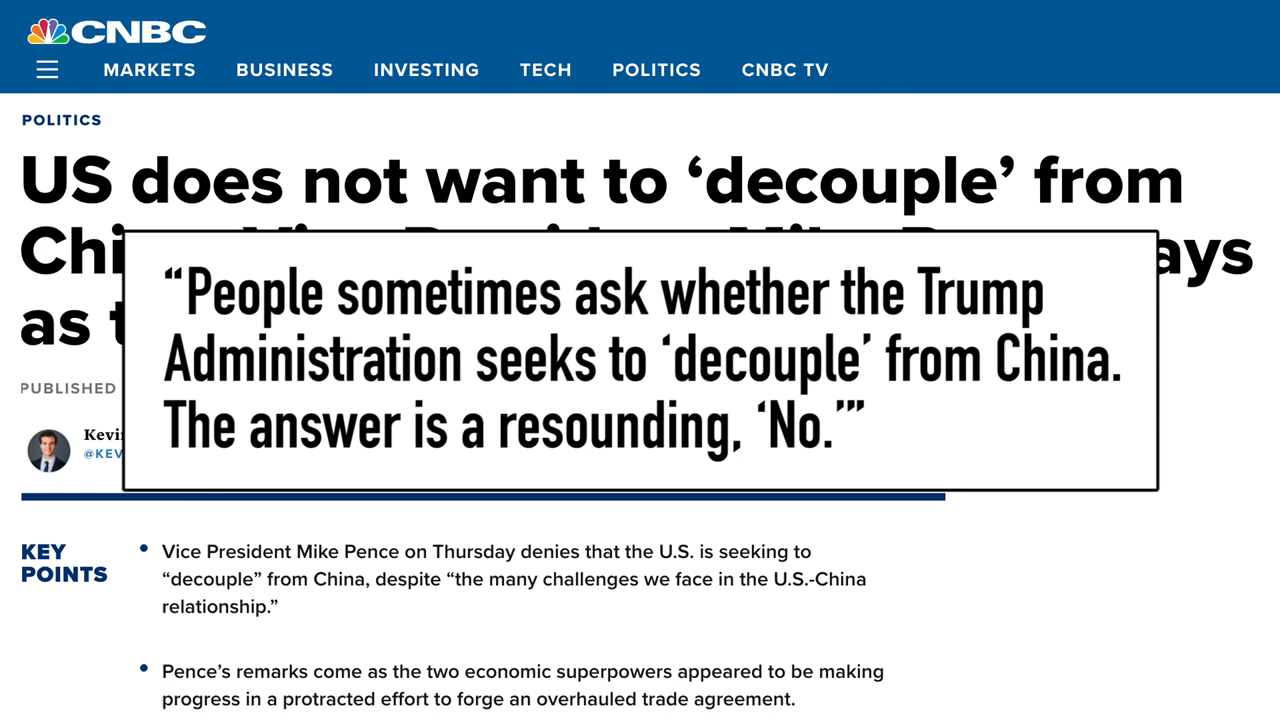 CNBC
MARKETS BUSINESS INVESTING TECH POLITICS CNBC TV
POLITICS
US does not want to ‘decouple’ from
“People sometimes ask whether the Trump
Administration seeks to ‘decouple’ from China.
The answer is a resounding, ‘No.’”
as
PUBLISHED
KEY
POINTS
• Vice President Mike Pence on Thursday denies that the U.S. is seeking to
“decouple” from China, despite “the many challenges we face in the U.S.-China
relationship.”
• Pence’s remarks come as the two economic superpowers appeared to be making
progress in a protracted effort to forge an overhauled trade agreement.